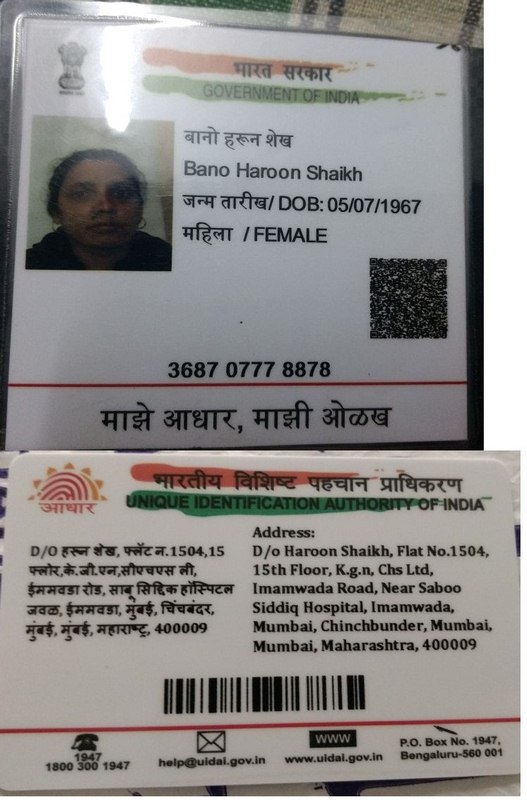 भारत सरकार
GOVERNMENT OF INDIA
बानो हरून शेख
Bano Haroon Shaikh
जन्म तारीख/ DOB: 05/07/1967
महिला / FEMALE
3687 0777 8878
माझे आधार, माझी ओळख
भारतीय विशिष्ट पहचान प्राधिकरण
UNIQUE IDENTIFICATION AUTHORITY OF INDIA
आधार
D/O हरून शेख, फ्लॅट न.1504,15
फ्लोर,के.जी.एन,सीएचएस ली,
ईमामवडा रोड, साबू सिद्दिक हॉस्पिटल
जवळ, ईमामवडा, मुंबई, चिंचबंदर,
मुंबई, मुंबई, महाराष्ट्र, 400009
Address:
D/o Haroon Shaikh, Flat No.1504,
15th Floor, K.g.n, Chs Ltd,
Imamwada Road, Near Saboo
Siddiq Hospital, Imamwada,
Mumbai, Chinchbunder, Mumbai,
Mumbai, Maharashtra, 400009
1947
1800 300 1947
help@uidai.gov.in
WWW
www.uidai.gov.in
P.O. Box No. 1947,
Bengaluru-560 001